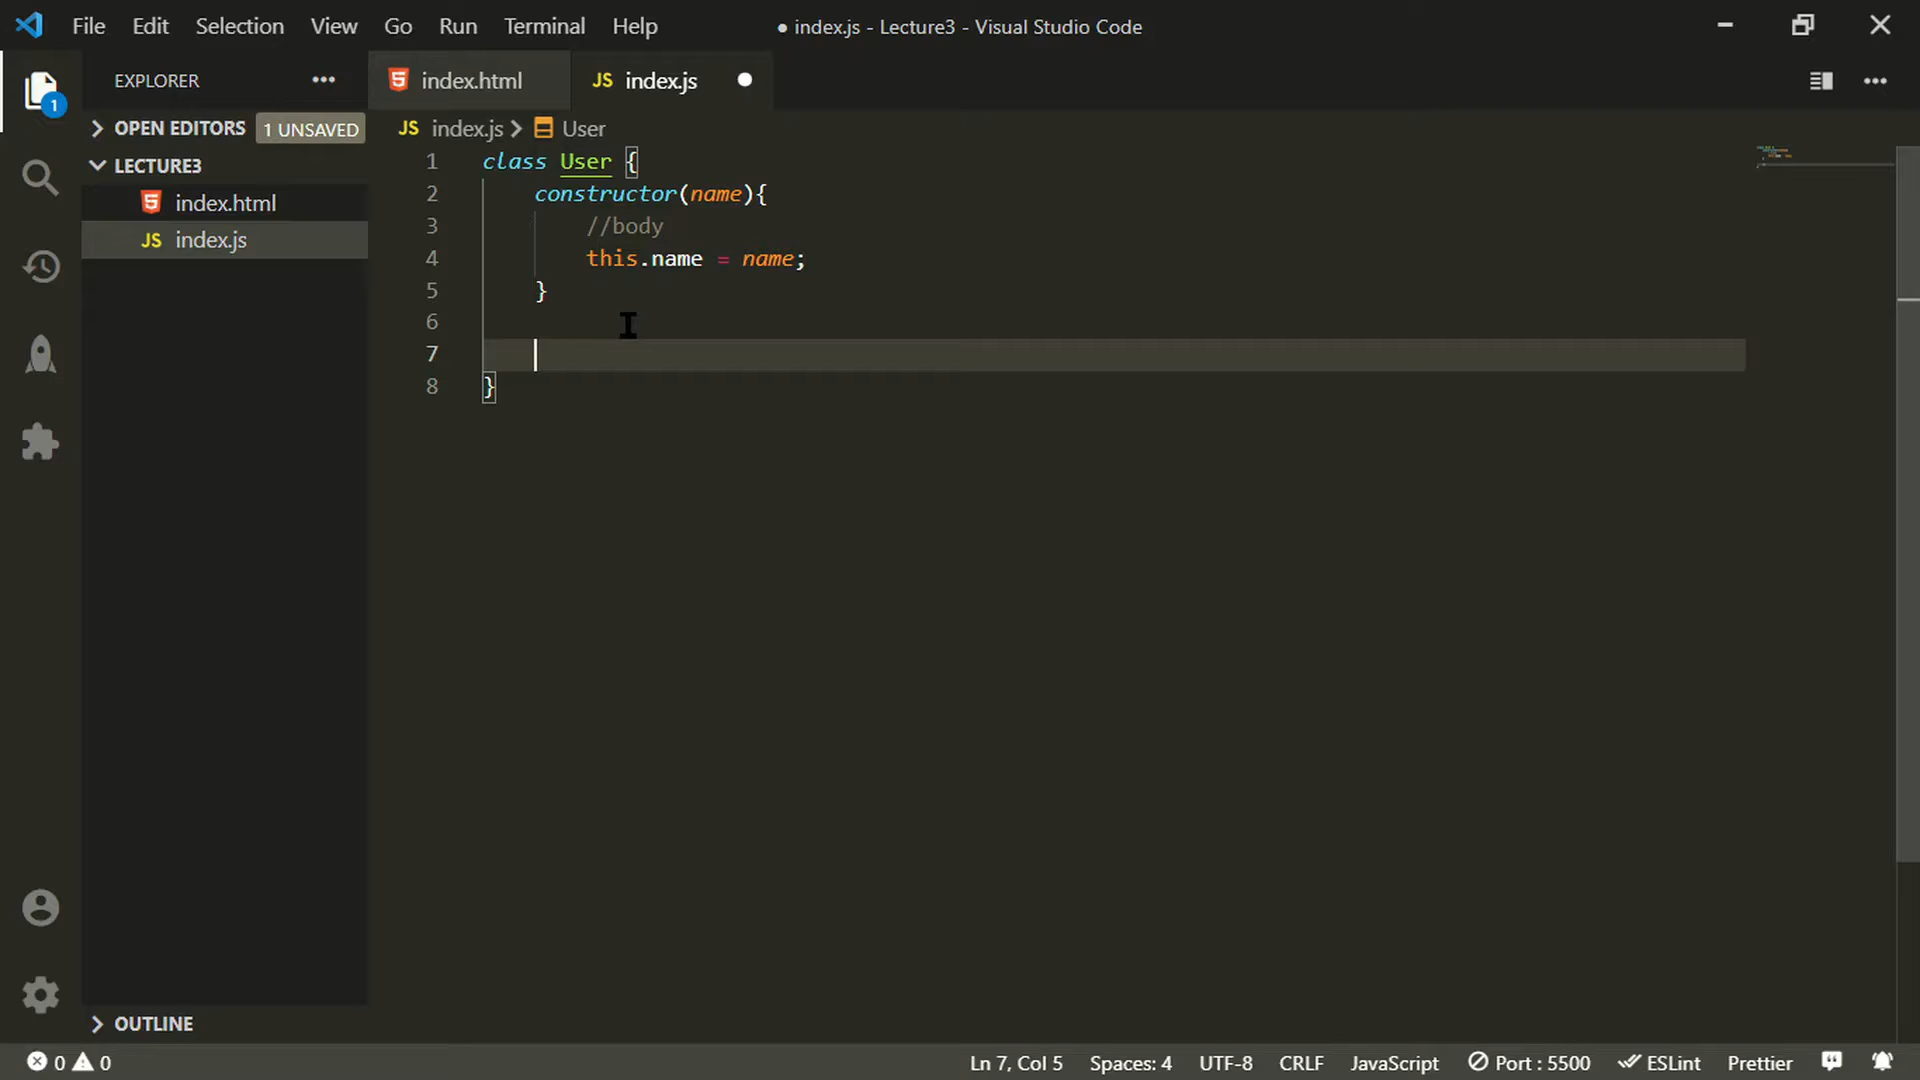 File Edit Selection View Go Run Terminal Help ● index.js - Lecture3 - Visual Studio Code
EXPLORER
index.html
JS index.js
1
OPEN EDITORS 1 UNSAVED
JS index.js > User
LECTURE3
index.html
JS index.js
1 class User {
2 constructor(name){
3 //body
4 this.name = name;
5 }
6
7
8 }
OUTLINE
0 0 Ln 7, Col 5 Spaces: 4 UTF-8 CRLF JavaScript Port : 5500 ESLint Prettier